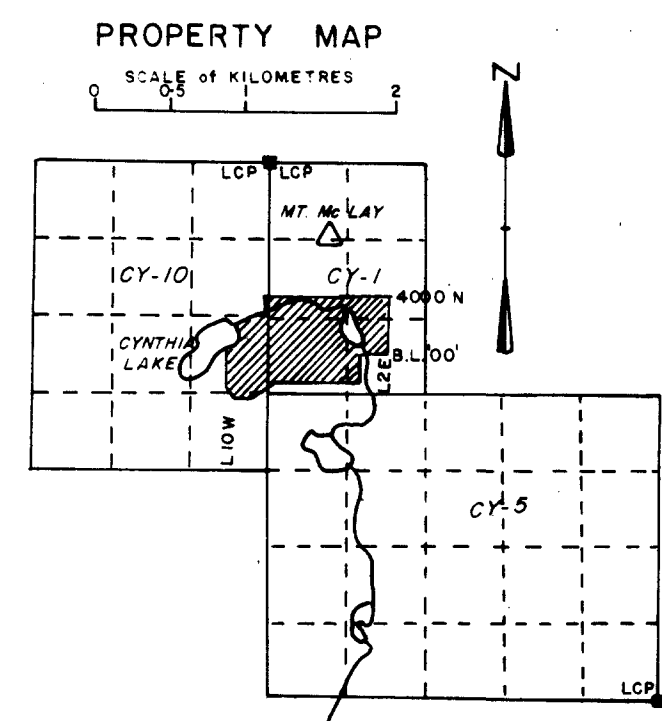 PROPERTY MAP
SCALE of KILOMETRES
0 0·5 1 2
N
LCP LCP
MT. Mc LAY
CY-10 CY-1
4000 N
CYNTHIA
LAKE
B.L.'00'
L2E
L10W
CY-5
LCP